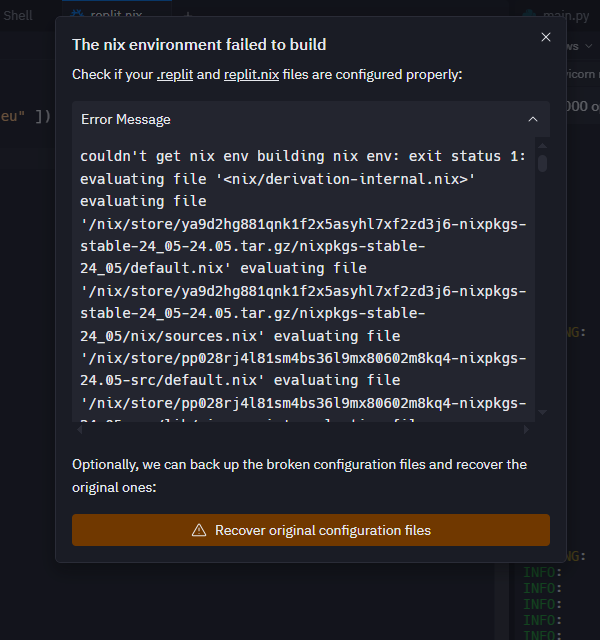 Shell
replit.nix
+
main.py
ws
vicorn
eu" ])
000 op
The nix environment failed to build
Check if your .replit and replit.nix files are configured properly:
Error Message
couldn't get nix env building nix env: exit status 1:
evaluating file '<nix/derivation-internal.nix>'
evaluating file
'/nix/store/ya9d2hg881qnk1f2x5asyhl7xf2zd3j6-nixpkgs-
stable-24_05-24.05.tar.gz/nixpkgs-stable-
24_05/default.nix' evaluating file
'/nix/store/ya9d2hg881qnk1f2x5asyhl7xf2zd3j6-nixpkgs-
stable-24_05-24.05.tar.gz/nixpkgs-stable-
24_05/nix/sources.nix' evaluating file
'/nix/store/pp028rj4l81sm4bs36l9mx80602m8kq4-nixpkgs-
24.05-src/default.nix' evaluating file
'/nix/store/pp028rj4l81sm4bs36l9mx80602m8kq4-nixpkgs-
Optionally, we can back up the broken configuration files and recover the
original ones:
Recover original configuration files
NG:
NG:
INFO:
INFO:
INFO:
INFO:
INFO: